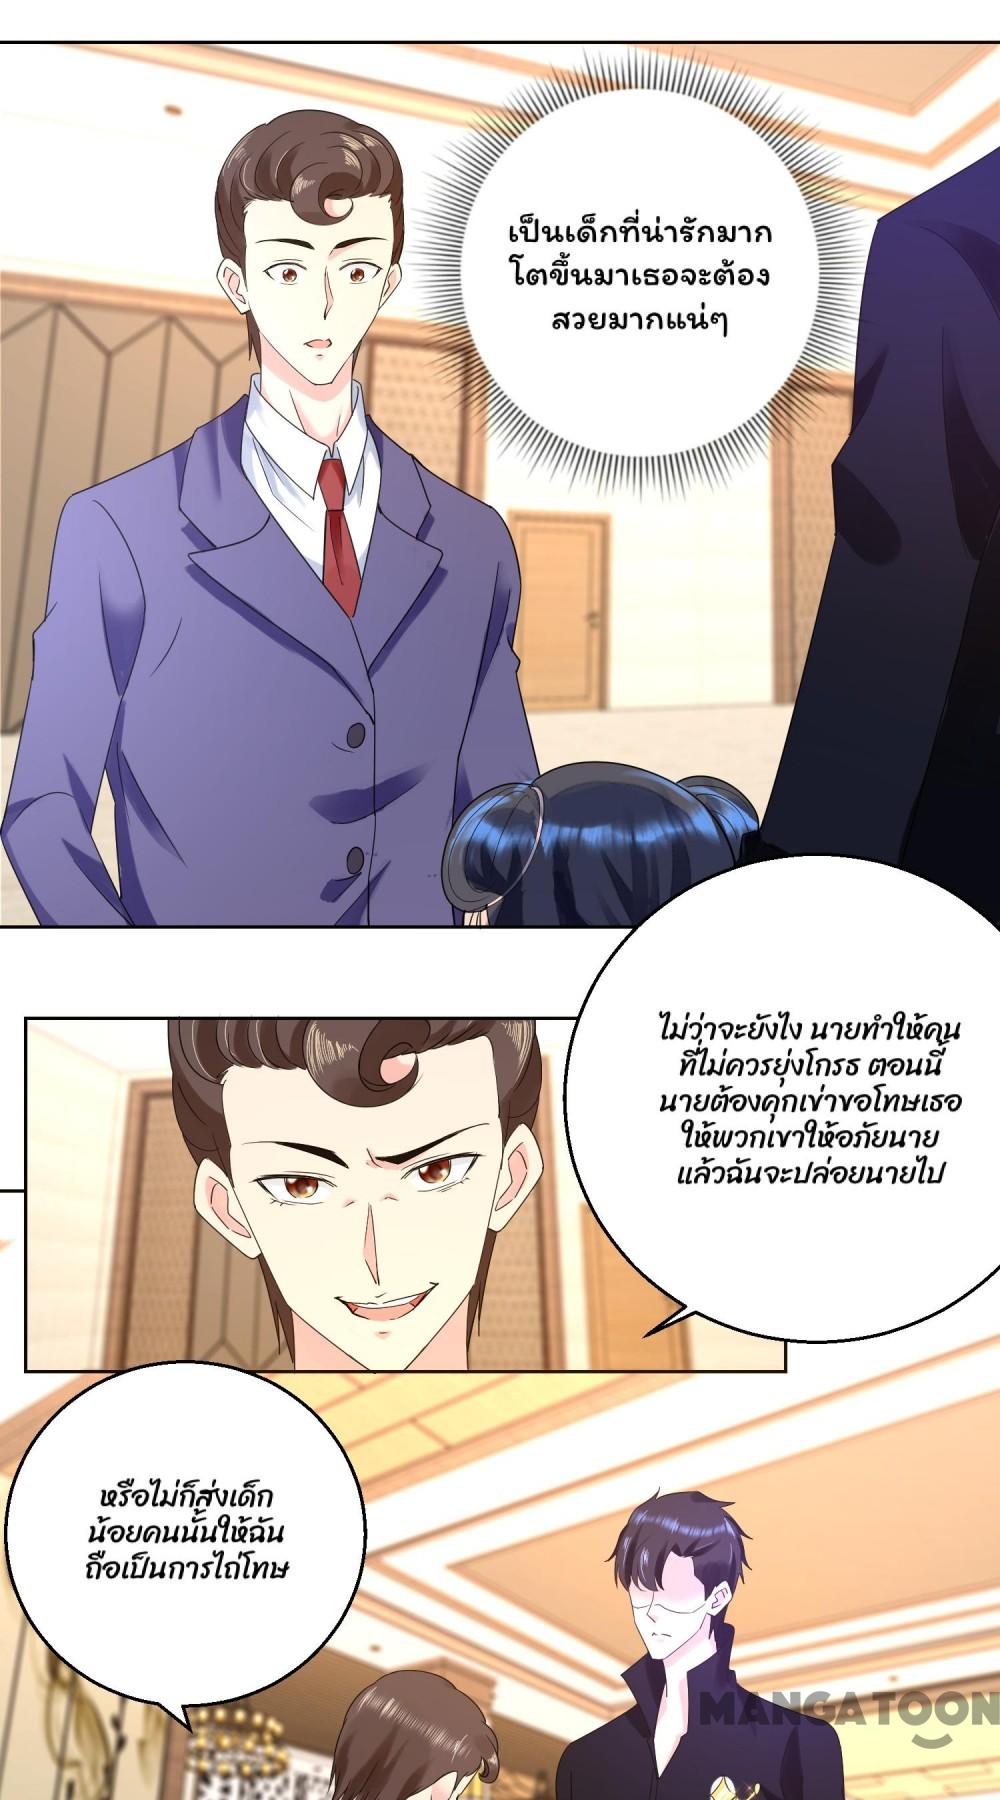 เป็นเด็กที่น่ารักมาก
โตขึ้นมาเธอจะต้อง
สวยมากแน่ๆ
ไม่ว่าจะยังไง นายทำให้คน
ที่ไม่ควรยุ่งโกรธ ตอนนี้
นายต้องคุกเข่าขอโทษเธอ
ให้พวกเขาให้อภัยนาย
แล้วฉันจะปล่อยนายไป
หรือไม่ก็ส่งเด็ก
น้อยคนนั้นให้ฉัน
ถือเป็นการไถ่โทษ
MANGATOON